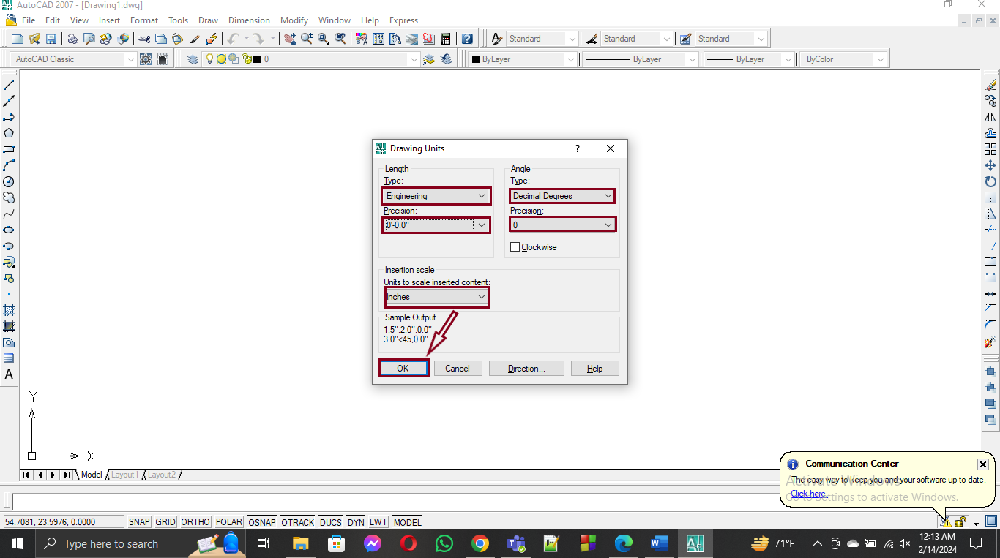 AutoCAD 2007 - [Drawing1.dwg]
File Edit View Insert Format Tools Draw Dimension Modify Window Help Express
Standard Standard Standard
AutoCAD Classic 0 ByLayer ByLayer ByLayer ByColor
Drawing Units ?
Length
Type:
Engineering
Precision:
0'-0.0"
Angle
Type:
Decimal Degrees
Precision:
0
Clockwise
Insertion scale
Units to scale inserted content:
Inches
Sample Output
1.5",2.0",0.0"
3.0"<45,0.0"
OK Cancel Direction... Help
A
Y
X
Model Layout1 Layout2
Communication Center
The easy way to keep you and your software up-to-date.
Click here.
Activate Windows
Go to Settings to activate Windows.
54.7081, 23.5976, 0.0000 SNAP GRID ORTHO POLAR OSNAP OTRACK DUCS DYN LWT MODEL
Type here to search
71°F
12:13 AM
2/14/2024